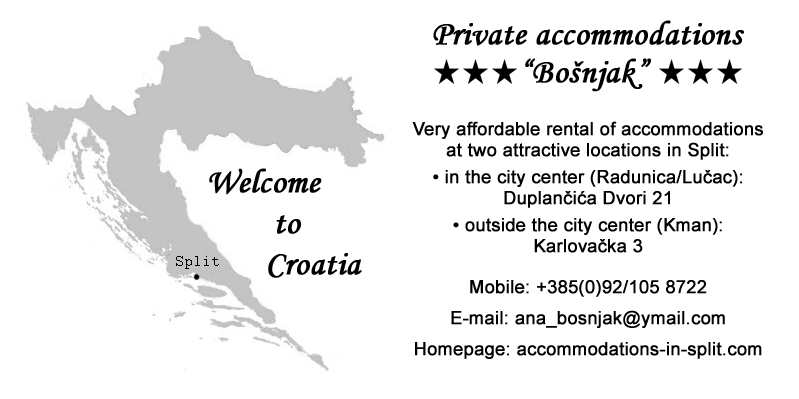 Private accommodations
★★★ “Bošnjak” ★★★
Very affordable rental of accommodations
at two attractive locations in Split:
• in the city center (Radunica/Lučac):
Duplančića Dvori 21
• outside the city center (Kman):
Karlovačka 3
Mobile: +385(0)92/105 8722
E-mail: ana_bosnjak@ymail.com
Homepage: accommodations-in-split.com
Welcome
to
Croatia
Split